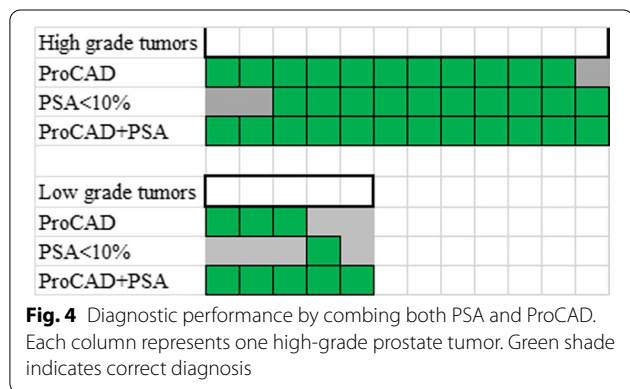 High grade tumors
ProCAD
PSA<10%
ProCAD+PSA
Low grade tumors
ProCAD
PSA<10%
ProCAD+PSA
Fig. 4 Diagnostic performance by combing both PSA and ProCAD.
Each column represents one high-grade prostate tumor. Green shade
indicates correct diagnosis